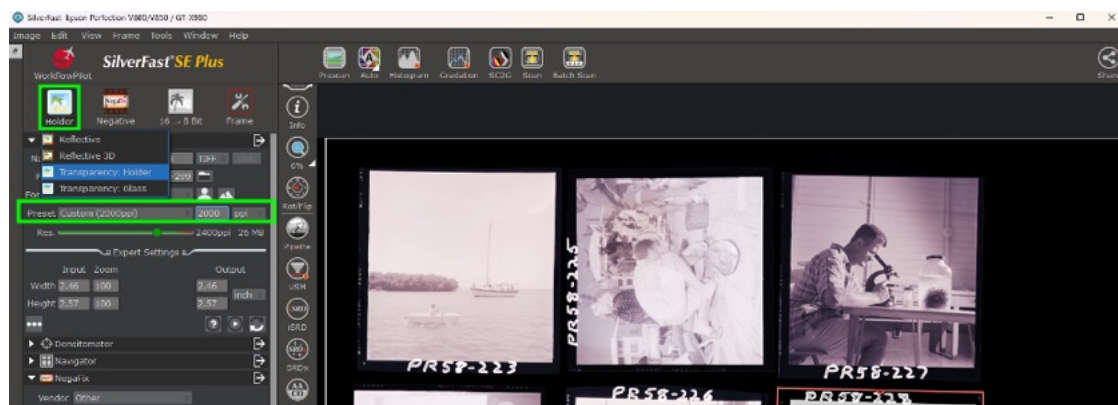 SilverFast Epson Perfection V800/V850 / GT-X980
Image Edit View Frame Tools Window Help
SilverFast SE Plus
WorkflowPilot
Prescan Auto Histogram Gradation SC2G Scan Batch Scan
Share
Holder Negative 16 → 8 Bit Frame
Info
Reflective
Reflective 3D
TIFF
Transparency: Holder
Transparency: Glass
Preset Custom (2000ppi) 2000 ppi
Rot/Flip
Res. 2400ppi 26 MB
Pipette
Expert Settings
Input Zoom Output
Width 2.46 100 2.46
inch
Height 2.57 100 2.57
USM
iSRD
SRDx
Densitometer
Navigator
NegaFix
Vendor Other
PR58-223
PR58-225
PR58-227
PR58-226
PR58-228